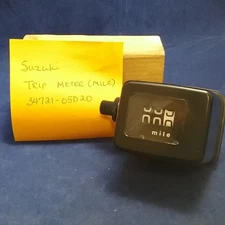 Suzuki
TRIP METER (MILE)
34721-05D20
mile